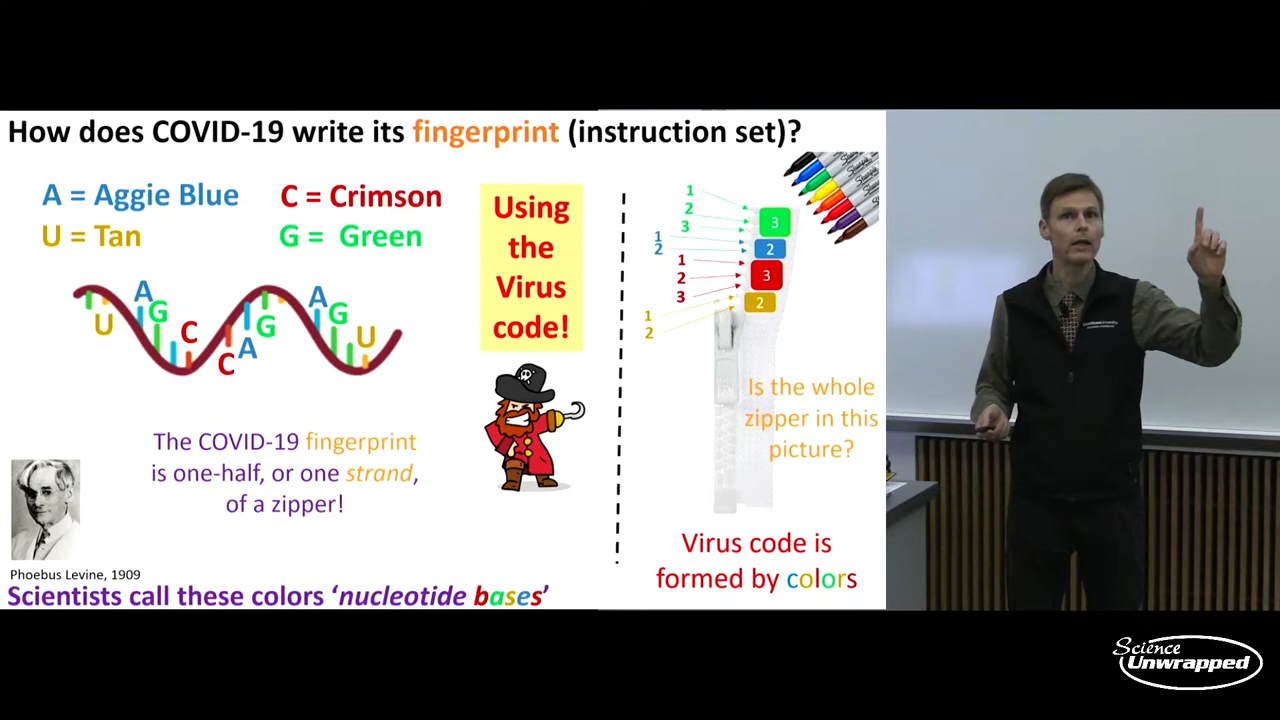 How does COVID-19 write its fingerprint (instruction set)?
A = Aggie Blue
C = Crimson
U = Tan
G = Green
Using
the
Virus
code!
U
A
G
C
C
A
G
A
G
U
The COVID-19 fingerprint
is one-half, or one strand,
of a zipper!
Phoebus Levine, 1909
Scientists call these colors ‘nucleotide bases’
1
2
3
1
2
1
2
3
1
2
3
2
3
2
Is the whole
zipper in this
picture?
Virus code is
formed by colors
Science
Unwrapped